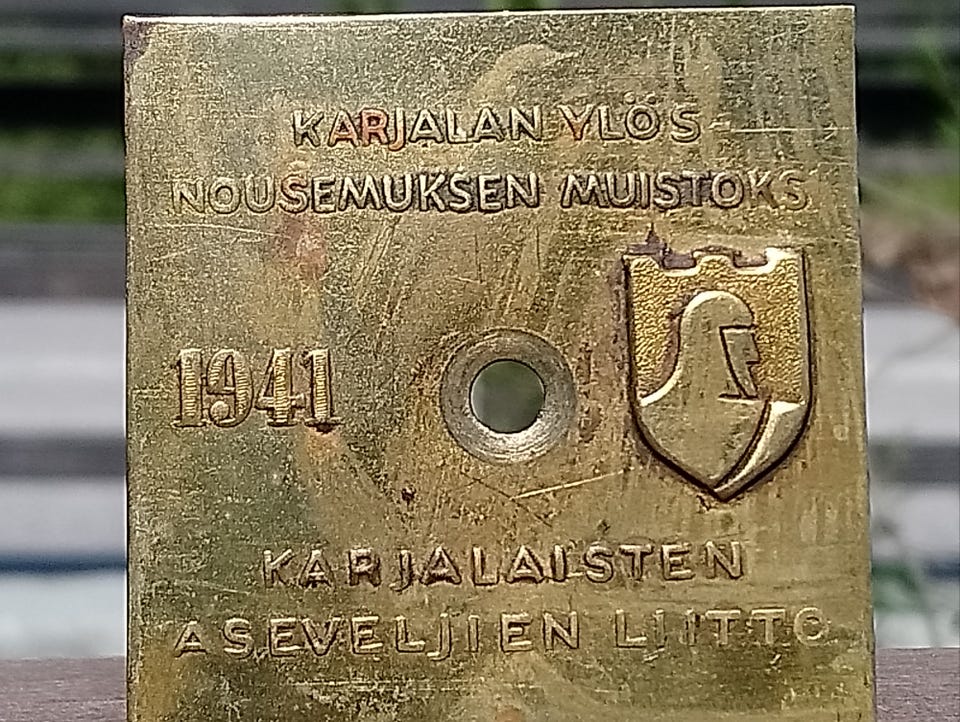 KARJALAN YLÖS
NOUSEMUKSEN MUISTOKS
1941
KARJALAISTEN
ASEVELJIEN LIITTO